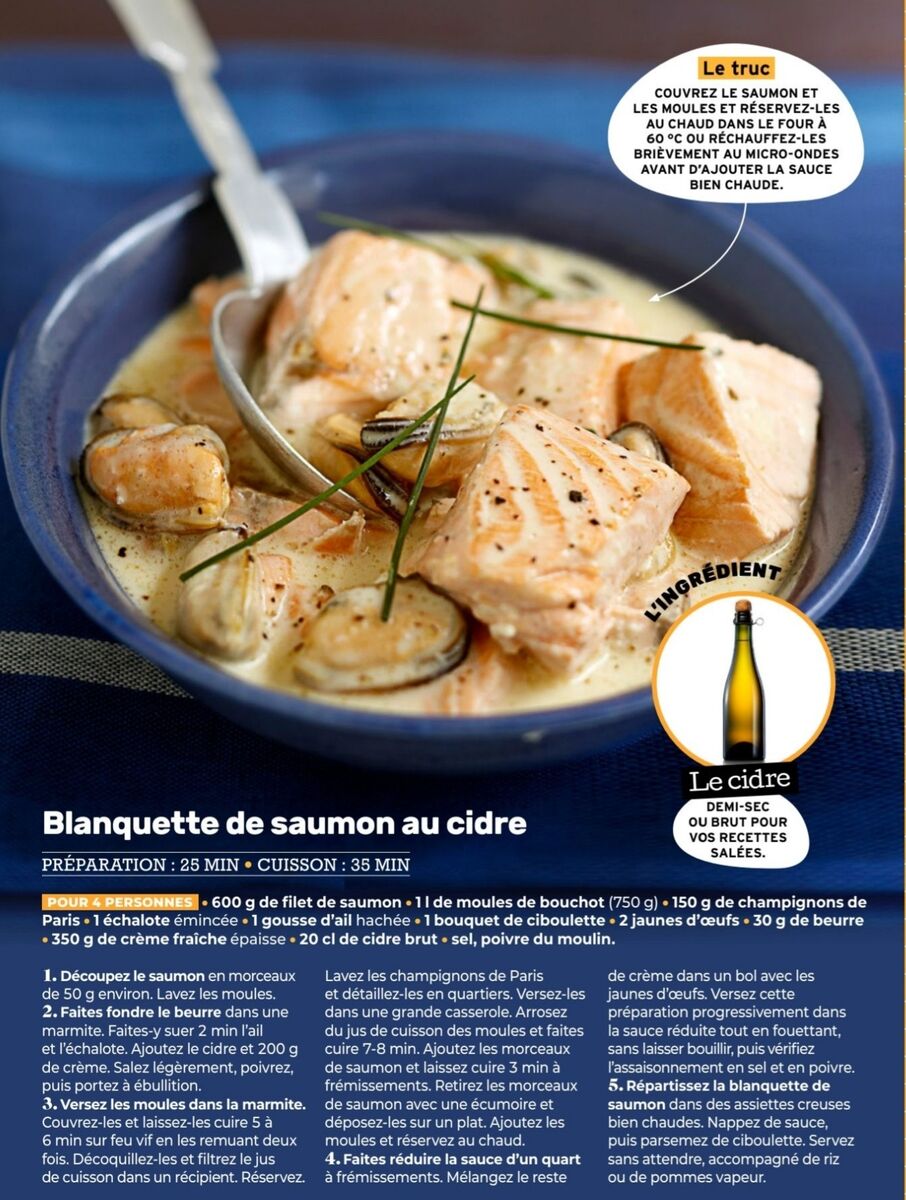 Le truc
COUVREZ LE SAUMON ET
LES MOULES ET RÉSERVEZ-LES
AU CHAUD DANS LE FOUR À
60 °C OU RÉCHAUFFEZ-LES
BRIÈVEMENT AU MICRO-ONDES
AVANT D'AJOUTER LA SAUCE
BIEN CHAUDE.
L'INGRÉDIENT
Le cidre
DEMI-SEC
OU BRUT POUR
VOS RECETTES
SALÉES.
Blanquette de saumon au cidre
PRÉPARATION : 25 MIN • CUISSON : 35 MIN
POUR 4 PERSONNES • 600 g de filet de saumon • 1 l de moules de bouchot (750 g) • 150 g de champignons de
Paris • 1 échalote émincée • 1 gousse d'ail hachée • 1 bouquet de ciboulette • 2 jaunes d'œufs • 30 g de beurre
• 350 g de crème fraîche épaisse • 20 cl de cidre brut • sel, poivre du moulin.
1. Découpez le saumon en morceaux
de 50 g environ. Lavez les moules.
2. Faites fondre le beurre dans une
marmite. Faites-y suer 2 min l'ail
et l'échalote. Ajoutez le cidre et 200 g
de crème. Salez légèrement, poivrez,
puis portez à ébullition.
3. Versez les moules dans la marmite.
Couvrez-les et laissez-les cuire 5 à
6 min sur feu vif en les remuant deux
fois. Décoquillez-les et filtrez le jus
de cuisson dans un récipient. Réservez.
Lavez les champignons de Paris
et détaillez-les en quartiers. Versez-les
dans une grande casserole. Arrosez
du jus de cuisson des moules et faites
cuire 7-8 min. Ajoutez les morceaux
de saumon et laissez cuire 3 min à
frémissements. Retirez les morceaux
de saumon avec une écumoire et
déposez-les sur un plat. Ajoutez les
moules et réservez au chaud.
4. Faites réduire la sauce d'un quart
à frémissements. Mélangez le reste
de crème dans un bol avec les
jaunes d'œufs. Versez cette
préparation progressivement dans
la sauce réduite tout en fouettant,
sans laisser bouillir, puis vérifiez
l'assaisonnement en sel et en poivre.
5. Répartissez la blanquette de
saumon dans des assiettes creuses
bien chaudes. Nappez de sauce,
puis parsemez de ciboulette. Servez
sans attendre, accompagné de riz
ou de pommes vapeur.